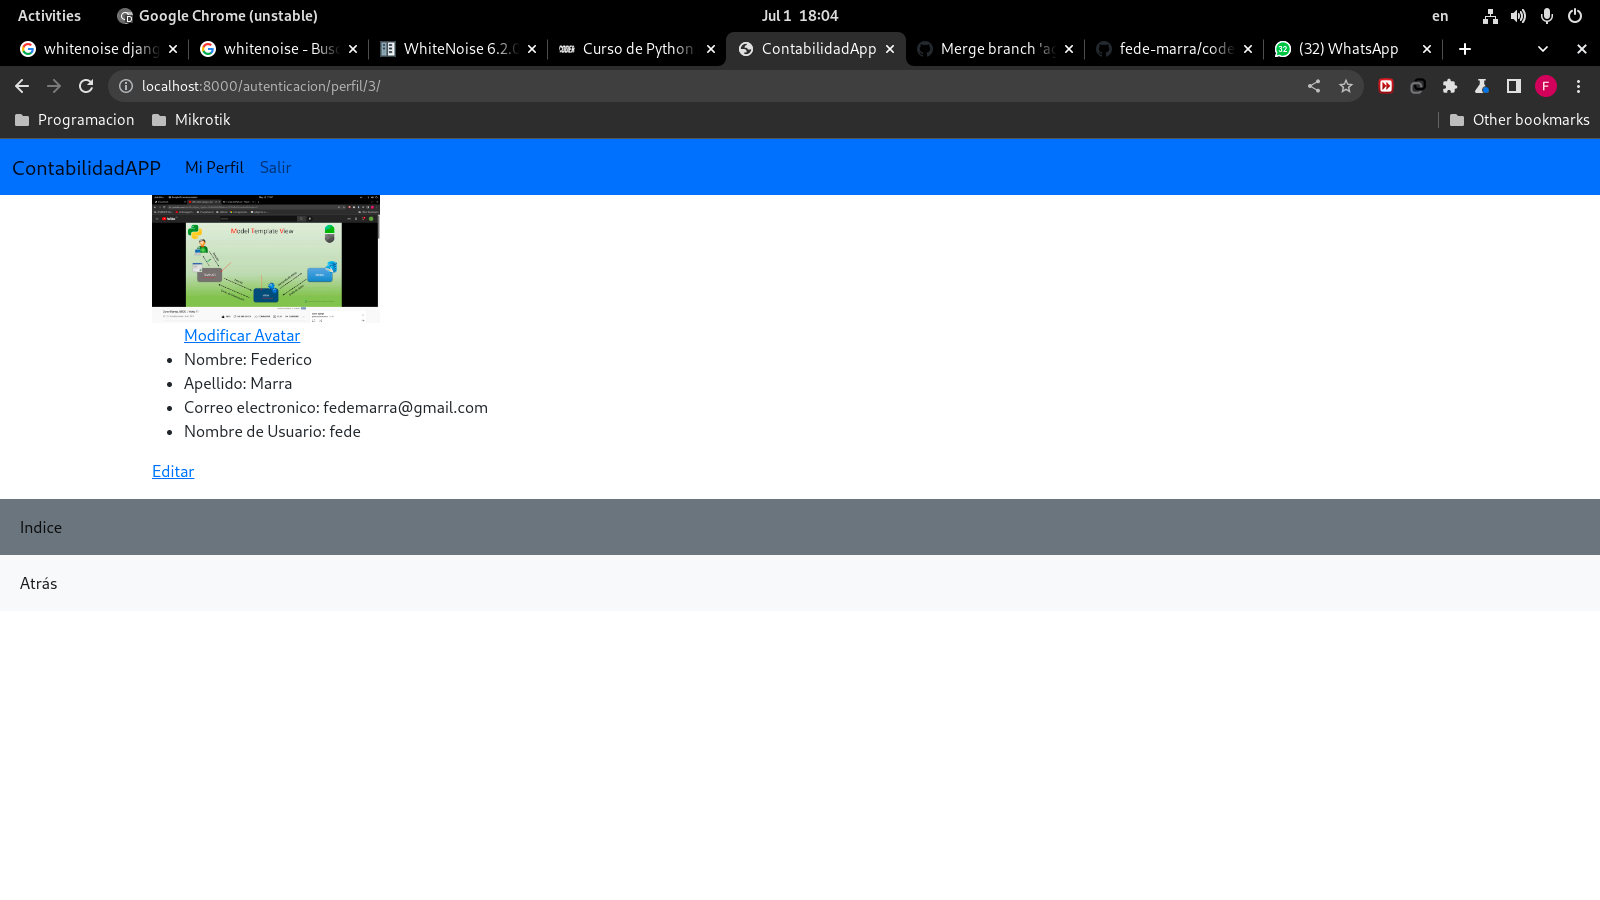 Activities Google Chrome (unstable) Jul 1 18:04 en
whitenoise djang whitenoise - Bus WhiteNoise 6.2.0 Curso de Python ContabilidadApp Merge branch 'ag fede-marra/code (32) WhatsApp
localhost:8000/autenticacion/perfil/3/ F
Programacion Mikrotik Other bookmarks
ContabilidadAPP Mi Perfil Salir
Model Template View
Modificar Avatar
Nombre: Federico
Apellido: Marra
Correo electronico: fedemarra@gmail.com
Nombre de Usuario: fede
Editar
Indice
Atrás